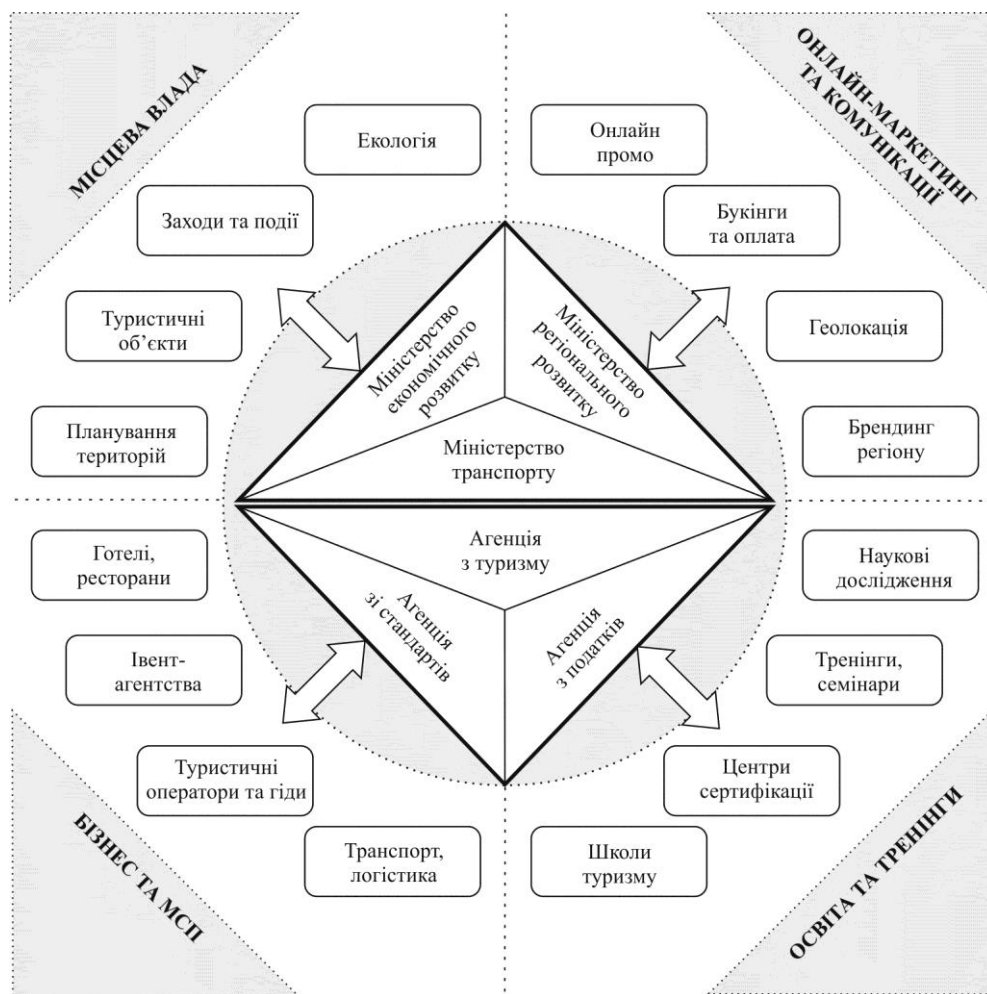 МІСЦЕВА ВЛАДА
Екологія
Заходи та події
Туристичні
об’єкти
Планування
територій
ОНЛАЙН-МАРКЕТИНГ
ТА КОМУНІКАЦІЇ
Онлайн
промо
Букінги
та оплата
Геолокація
Брендинг
регіону
Міністерство
економічного
розвитку
Міністерство
регіонального
розвитку
Міністерство
транспорту
Агенція
з туризму
Агенція
зі стандартів
Агенція
з податків
Готелі,
ресторани
Івент-
агентства
Туристичні
оператори та гіди
Транспорт,
логістика
БІЗНЕС ТА МСП
Наукові
дослідження
Тренінги,
семінари
Центри
сертифікації
Школи
туризму
ОСВІТА ТА ТРЕНІНГИ